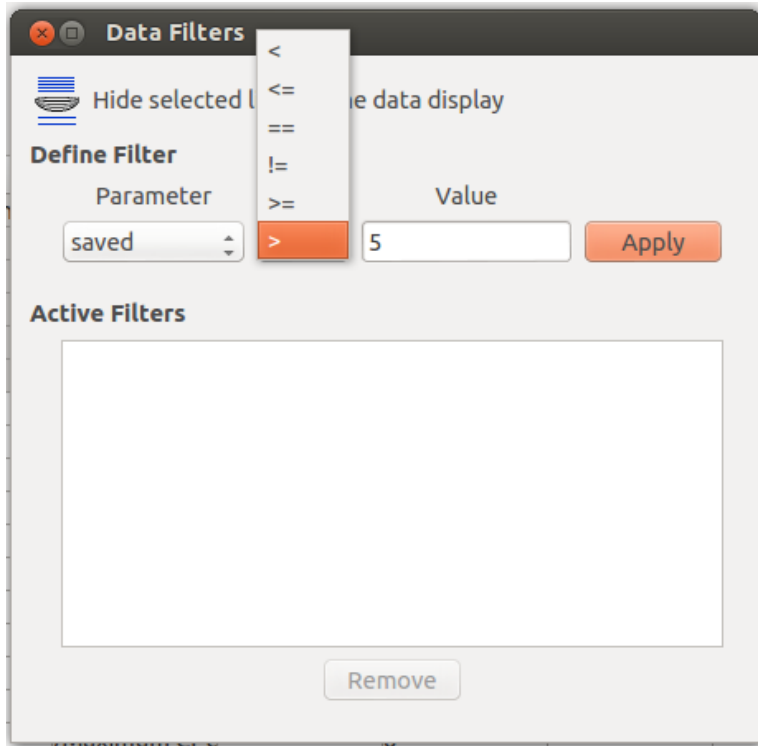 Data Filters
<
<=
==
!=
>=
>
Hide selected l e data display
Define Filter
Parameter
Value
saved
5
Apply
Active Filters
Remove